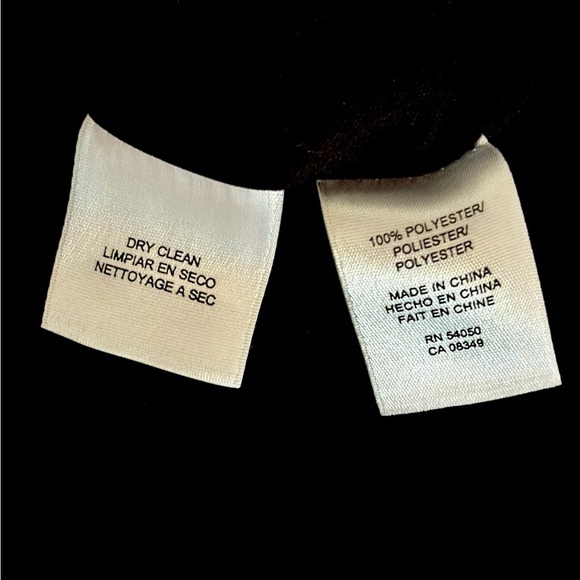 DRY CLEAN
LIMPIAR EN SECO
NETTOYAGE A SEC
100% POLYESTER/
POLIESTER/
POLYESTER
MADE IN CHINA
HECHO EN CHINA
FAIT EN CHINE
RN 54050
CA 08349